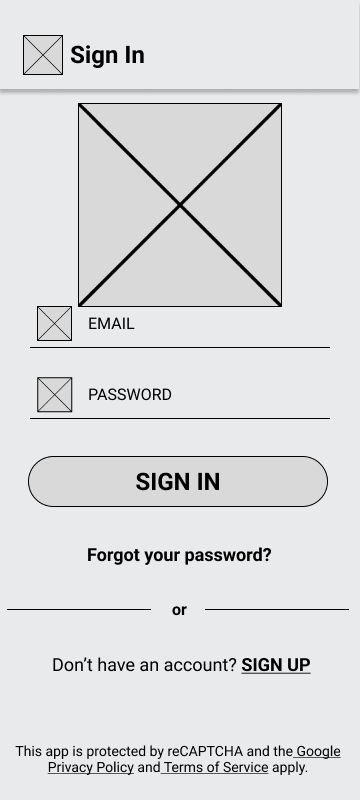 Sign In
EMAIL
PASSWORD
SIGN IN
Forgot your password?
or
Don’t have an account? SIGN UP
This app is protected by reCAPTCHA and the Google
Privacy Policy and Terms of Service apply.